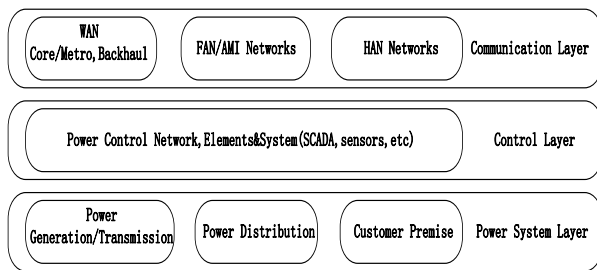 WAN
Core/Metro,Backhaul
FAN/AMI Networks
HAN Networks
Communication Layer
Power Control Network,Elements&System(SCADA,sensors,etc)
Control Layer
Power
Generation/Transmission
Power Distribution
Customer Premise
Power System Layer